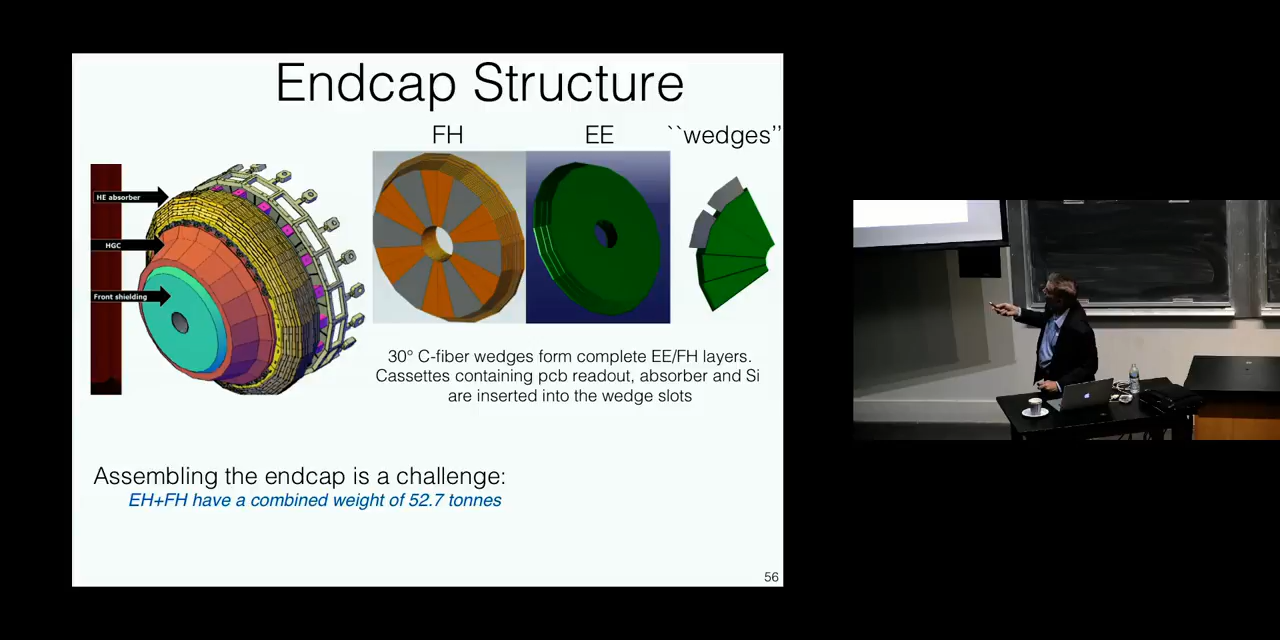 Endcap Structure
FH
EE
``wedges’’
HE absorber
HGC
Front shielding
30° C-fiber wedges form complete EE/FH layers.
Cassettes containing pcb readout, absorber and Si
are inserted into the wedge slots
Assembling the endcap is a challenge:
EH+FH have a combined weight of 52.7 tonnes
56